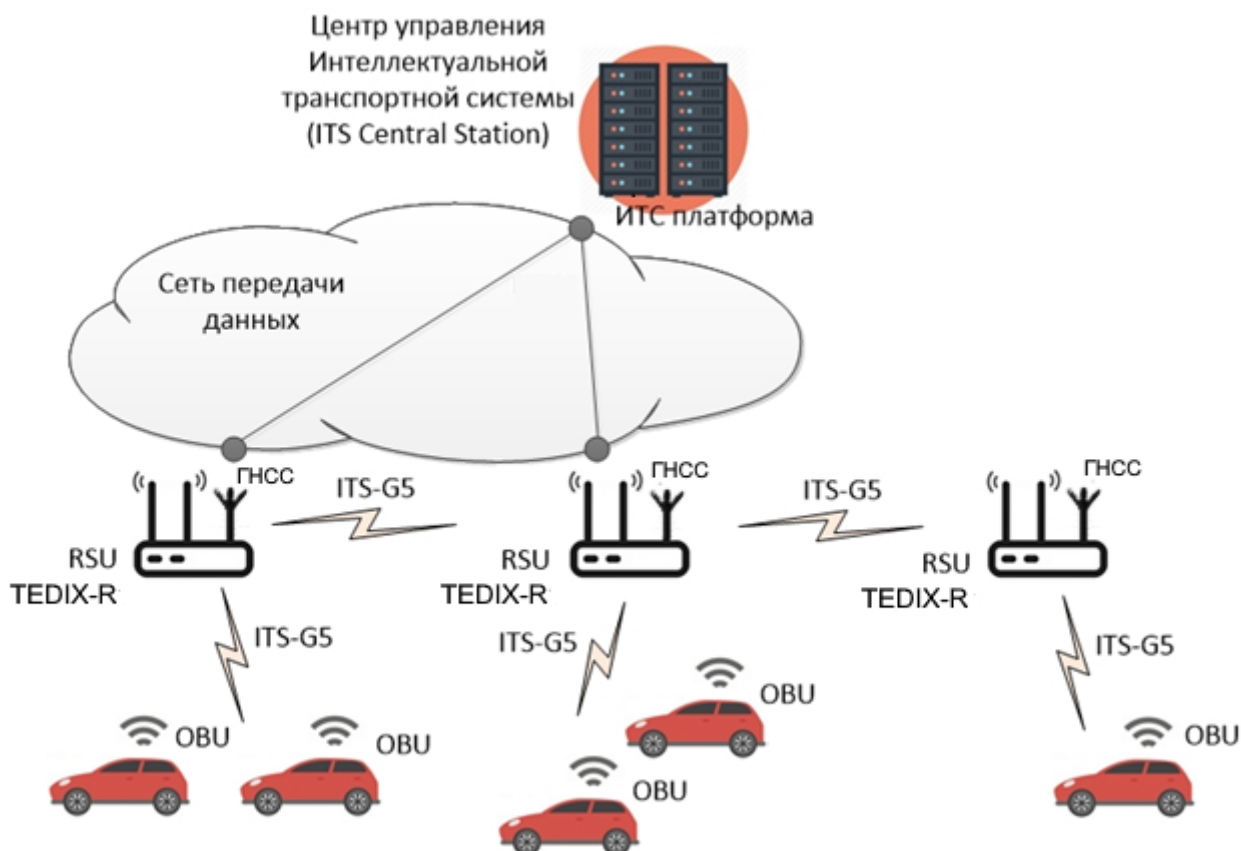 Центр управления
Интеллектуальной
транспортной системы
(ITS Central Station)
ИТС платформа
Сеть передачи
данных
ГНСС
ITS-G5
ГНСС
ITS-G5
ГНСС
RSU
TEDIX-R
RSU
TEDIX-R
RSU
TEDIX-R
ITS-G5
ITS-G5
ITS-G5
OBU
OBU
OBU
OBU
OBU